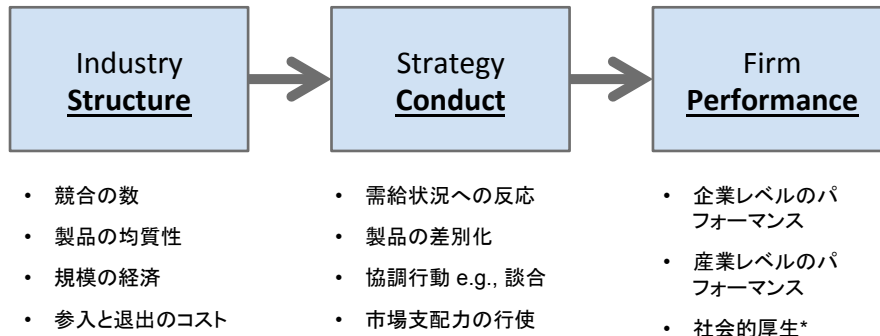 Industry
Structure
Strategy
Conduct
Firm
Performance
• 競合の数
• 製品の均質性
• 規模の経済
• 参入と退出のコスト
• 需給状況への反応
• 製品の差別化
• 協調行動 e.g., 談合
• 市場支配力の行使
• 企業レベルのパ
フォーマンス
• 産業レベルのパ
フォーマンス
• 社会的厚生*